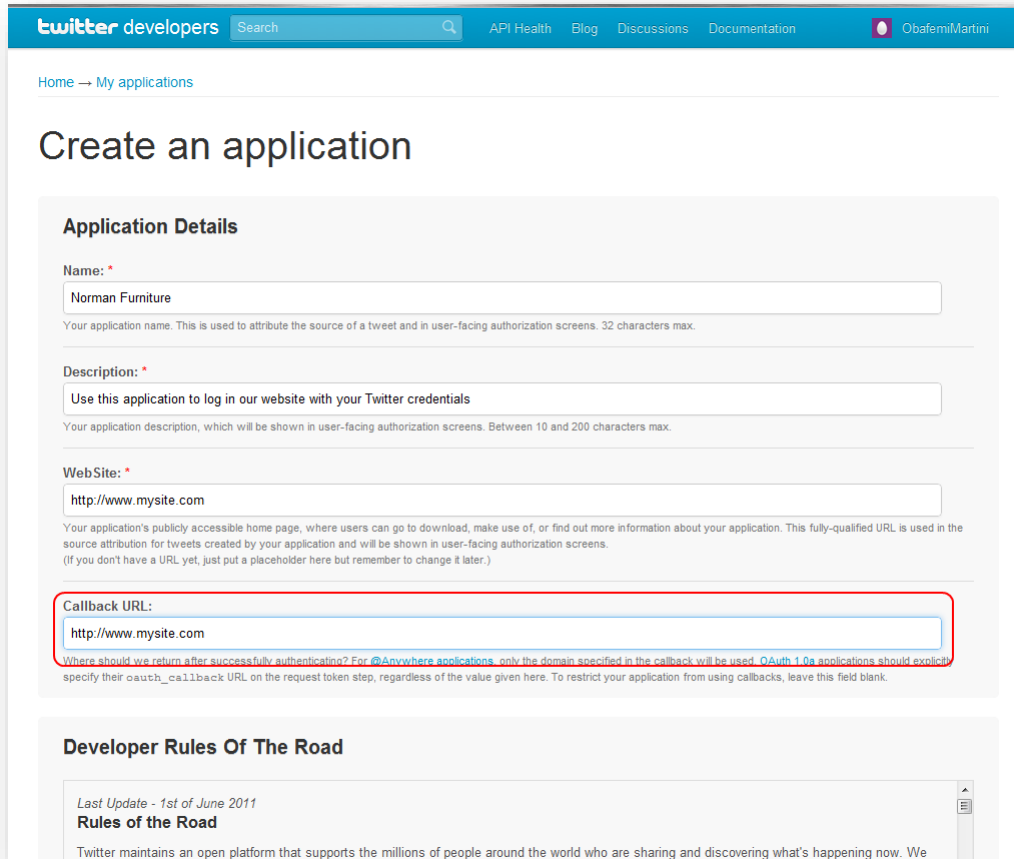 twitter developers Search API Health Blog Discussions Documentation ObafemiMartini
Home → My applications
Create an application
Application Details
Name: *
Norman Furniture
Your application name. This is used to attribute the source of a tweet and in user-facing authorization screens. 32 characters max.
Description: *
Use this application to log in our website with your Twitter credentials
Your application description, which will be shown in user-facing authorization screens. Between 10 and 200 characters max.
WebSite: *
http://www.mysite.com
Your application's publicly accessible home page, where users can go to download, make use of, or find out more information about your application. This fully-qualified URL is used in the
source attribution for tweets created by your application and will be shown in user-facing authorization screens.
(If you don't have a URL yet, just put a placeholder here but remember to change it later.)
Callback URL:
http://www.mysite.com
Where should we return after successfully authenticating? For @Anywhere applications, only the domain specified in the callback will be used. OAuth 1.0a applications should explicitly
specify their oauth_callback URL on the request token step, regardless of the value given here. To restrict your application from using callbacks, leave this field blank.
Developer Rules Of The Road
Last Update - 1st of June 2011
Rules of the Road
Twitter maintains an open platform that supports the millions of people around the world who are sharing and discovering what's happening now. We